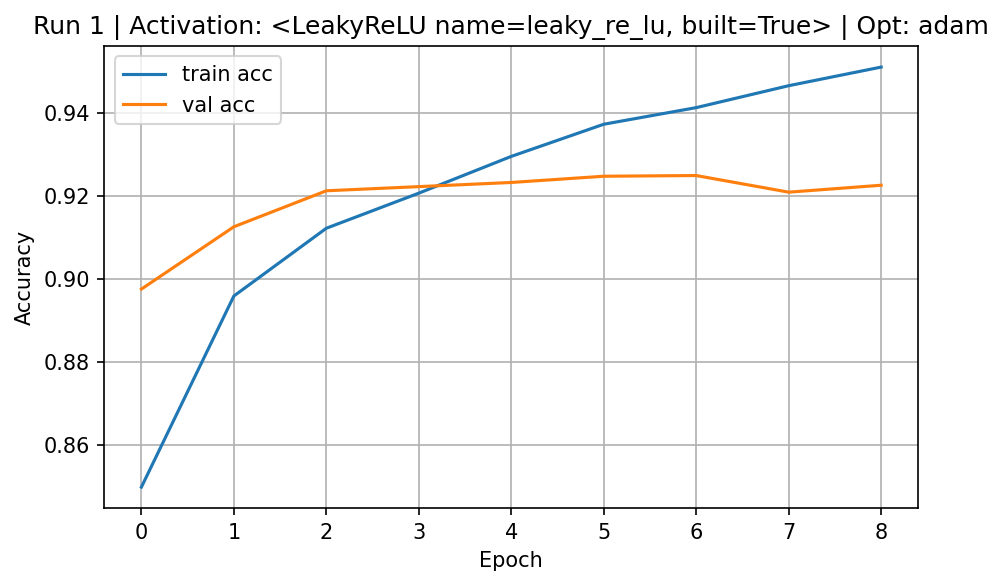 Run 1 | Activation: <LeakyReLU name=leaky_re_lu, built=True> | Opt: adam
train acc
val acc
0.94
0.92
0.90
0.88
0.86
Accuracy
0 1 2 3 4 5 6 7 8
Epoch